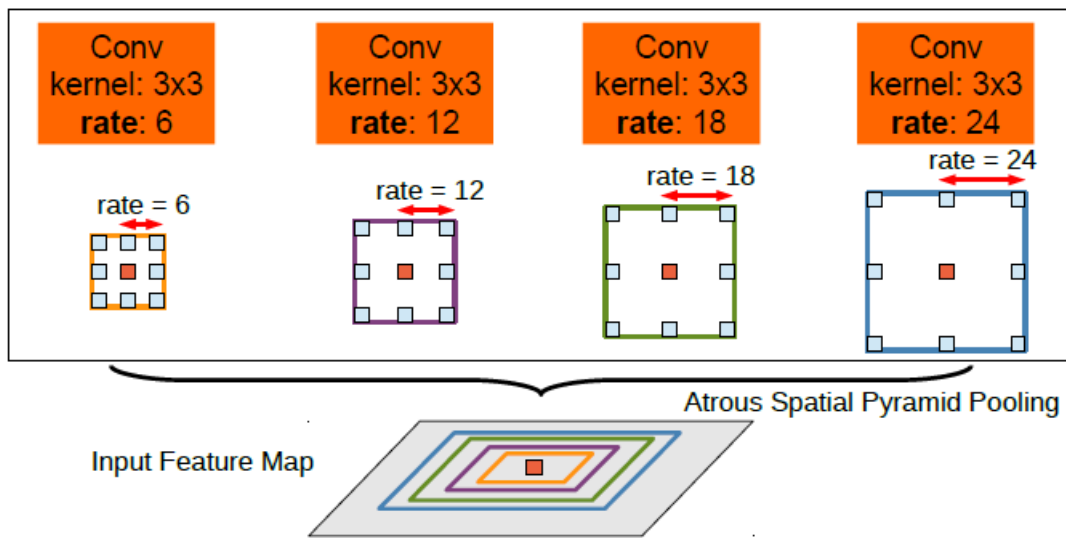 Conv
kernel: 3x3
rate: 6
Conv
kernel: 3x3
rate: 12
Conv
kernel: 3x3
rate: 18
Conv
kernel: 3x3
rate: 24
rate = 6
rate = 12
rate = 18
rate = 24
Atrous Spatial Pyramid Pooling
Input Feature Map